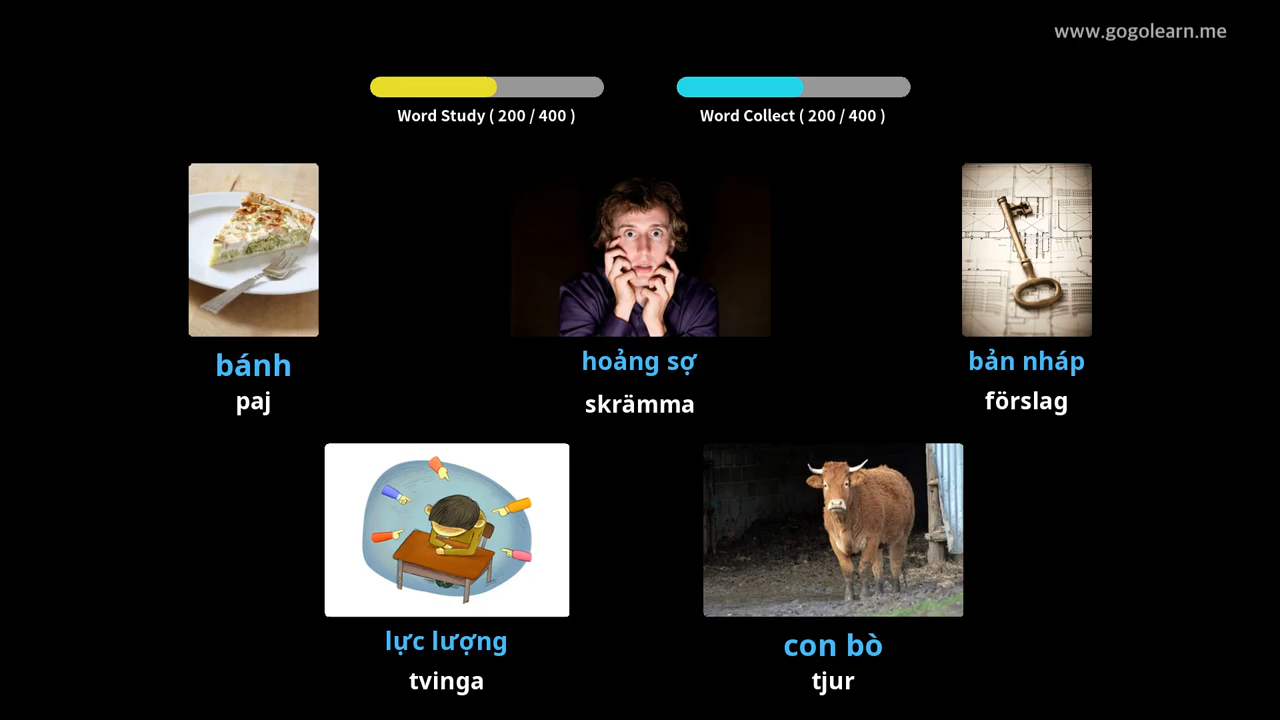 www.gogolearn.me
Word Study ( 200 / 400 )
Word Collect ( 200 / 400 )
bánh
paj
hoảng sợ
skrämma
bản nháp
förslag
lực lượng
tvinga
con bò
tjur